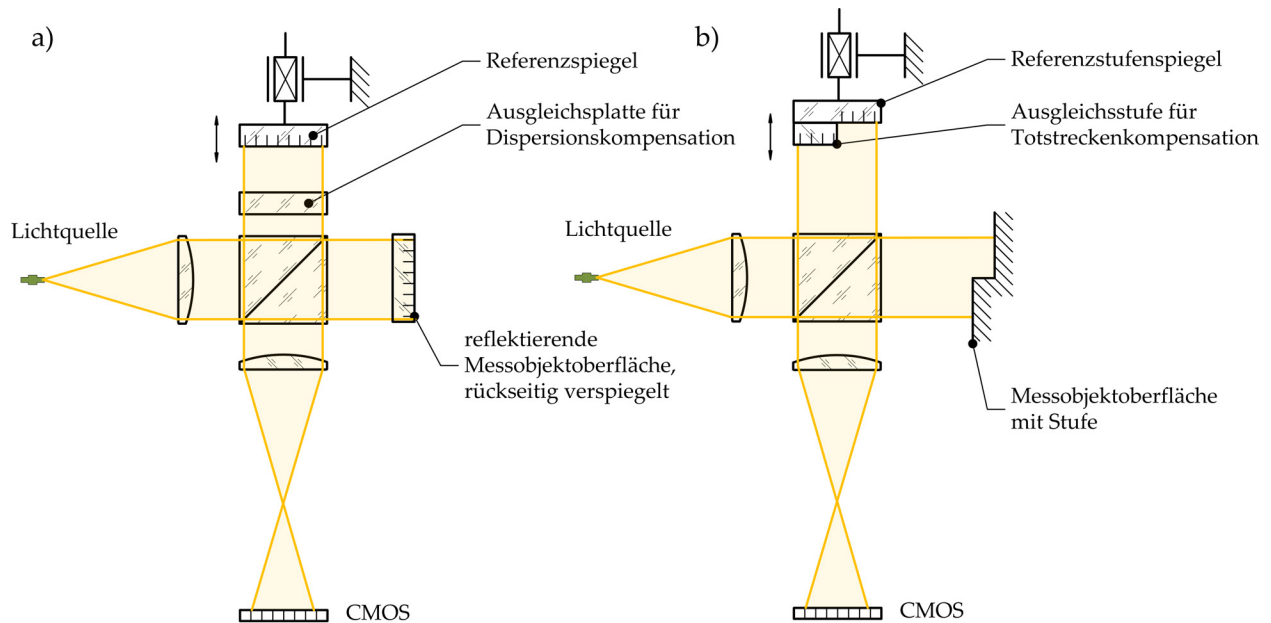 a)
Referenzspiegel
Ausgleichsplatte für
Dispersionskompensation
Lichtquelle
reflektierende
Messobjektoberfläche,
rückseitig verspiegelt
CMOS
b)
Referenzstufenspiegel
Ausgleichsstufe für
Totstreckenkompensation
Lichtquelle
Messobjektoberfläche
mit Stufe
CMOS